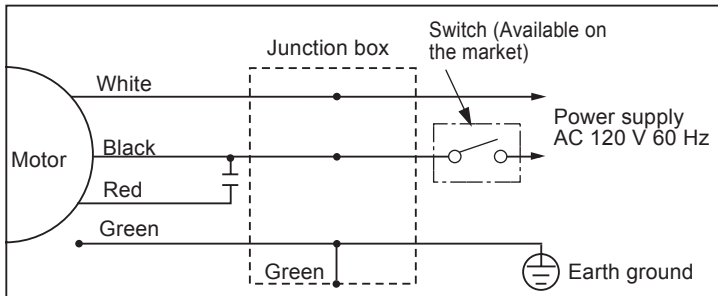 Switch (Available on
the market)
Junction box
White
Power supply
AC 120 V 60 Hz
Motor
Black
Red
Green
Green
Earth ground